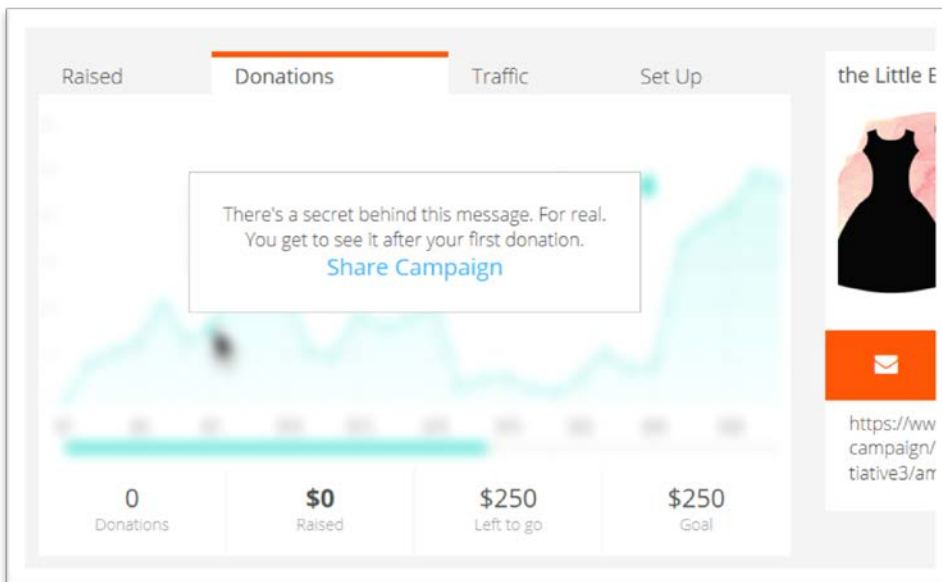 Raised Donations Traffic Set Up
There's a secret behind this message. For real.
You get to see it after your first donation.
Share Campaign
0 $0 $250 $250
Donations Raised Left to go Goal
the Little
https://ww
campaign/
tiative3/am